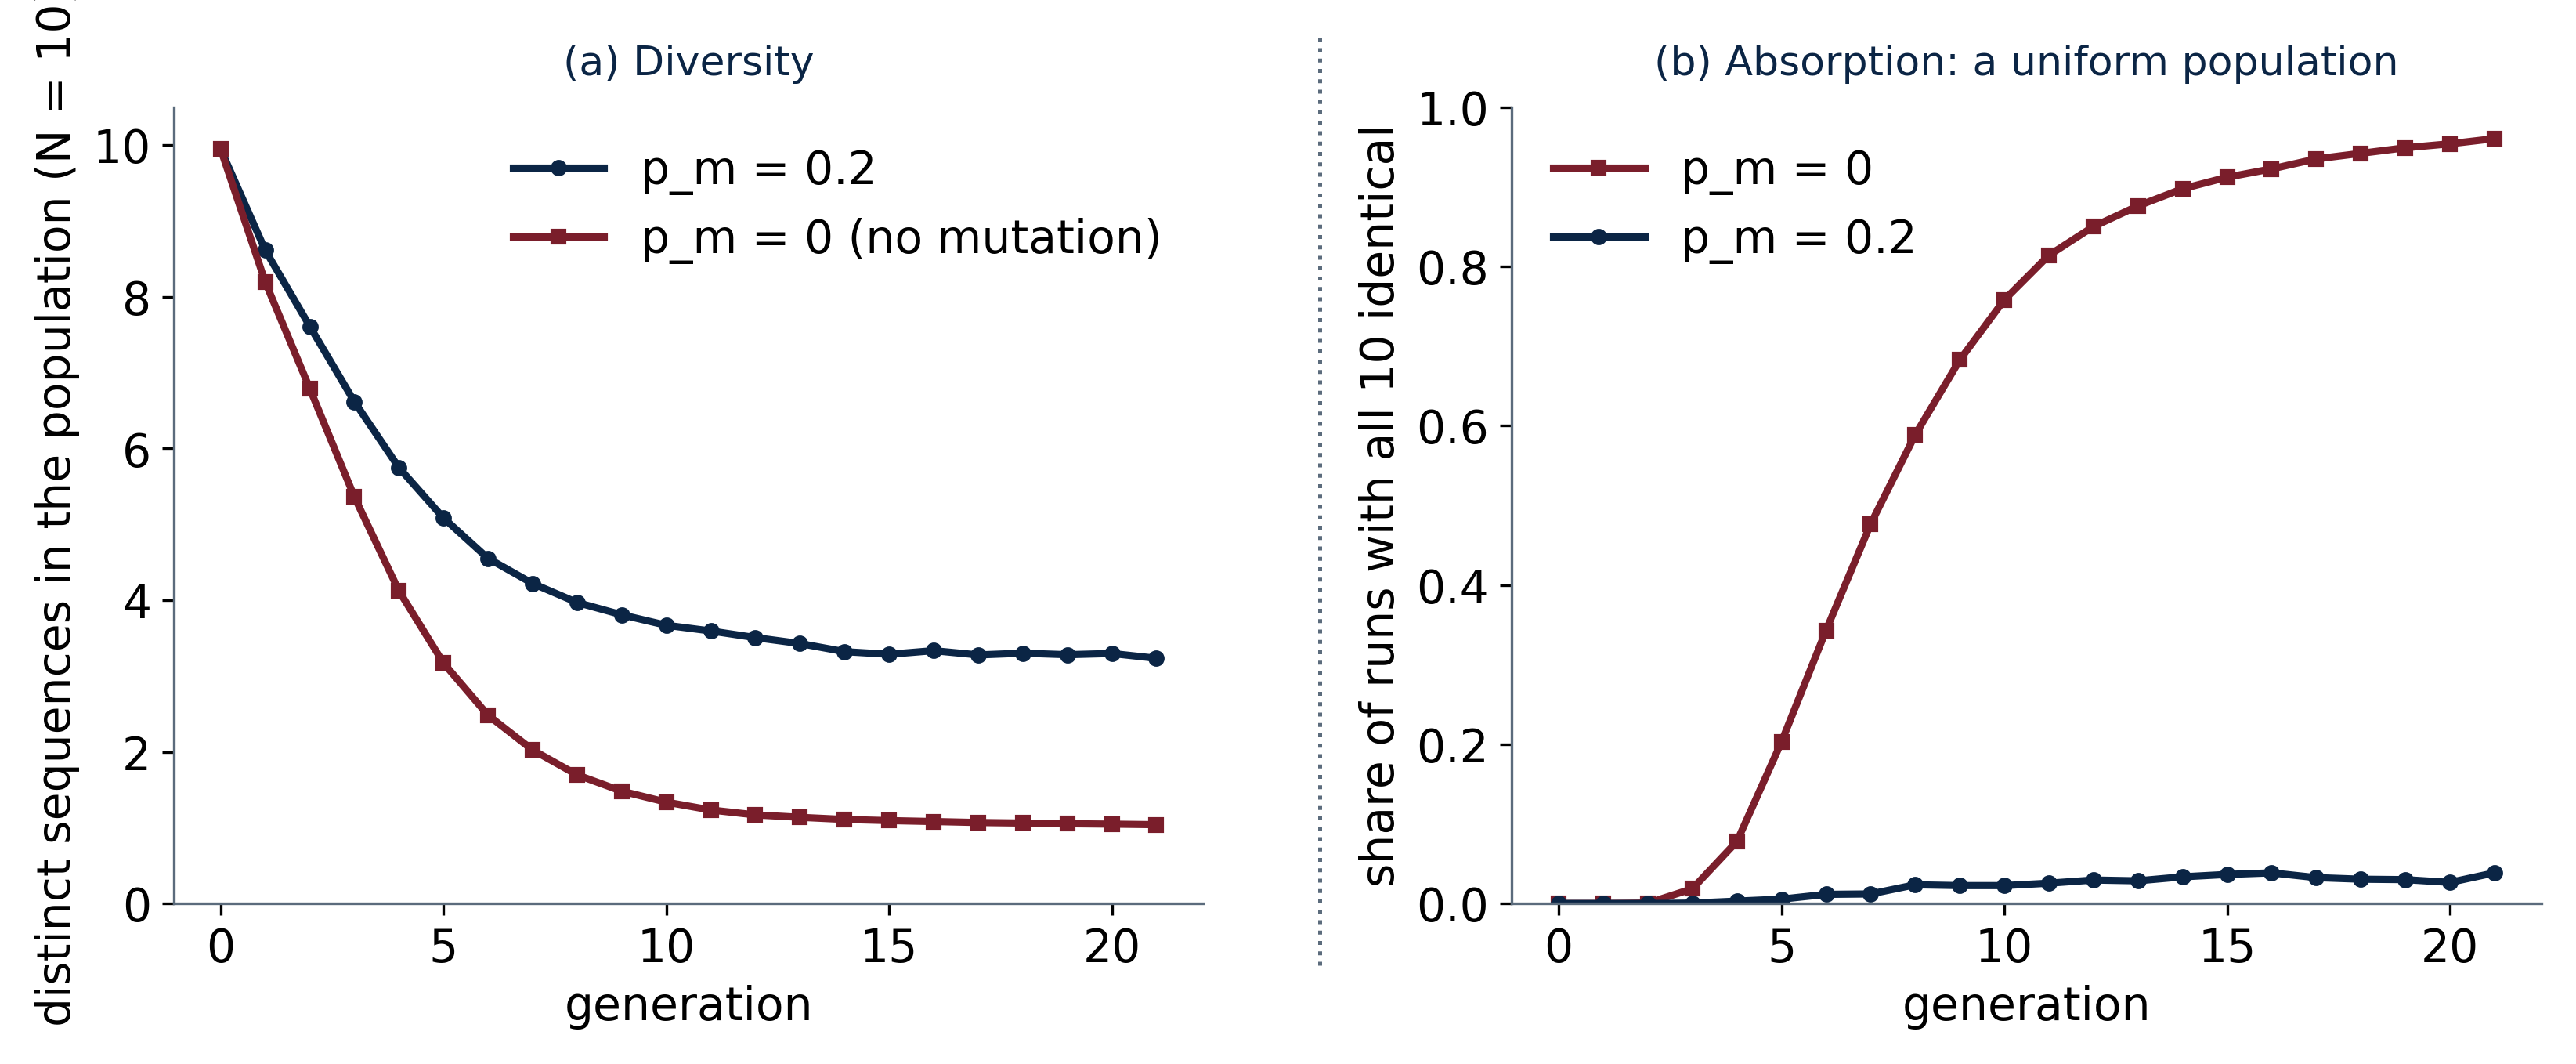 (a) Diversity
distinct sequences in the population (N = 10
10
8
6
4
2
0
p_m = 0.2
p_m = 0 (no mutation)
0 5 10 15 20
generation
(b) Absorption: a uniform population
share of runs with all 10 identical
1.0
0.8
0.6
0.4
0.2
0.0
p_m = 0
p_m = 0.2
0 5 10 15 20
generation